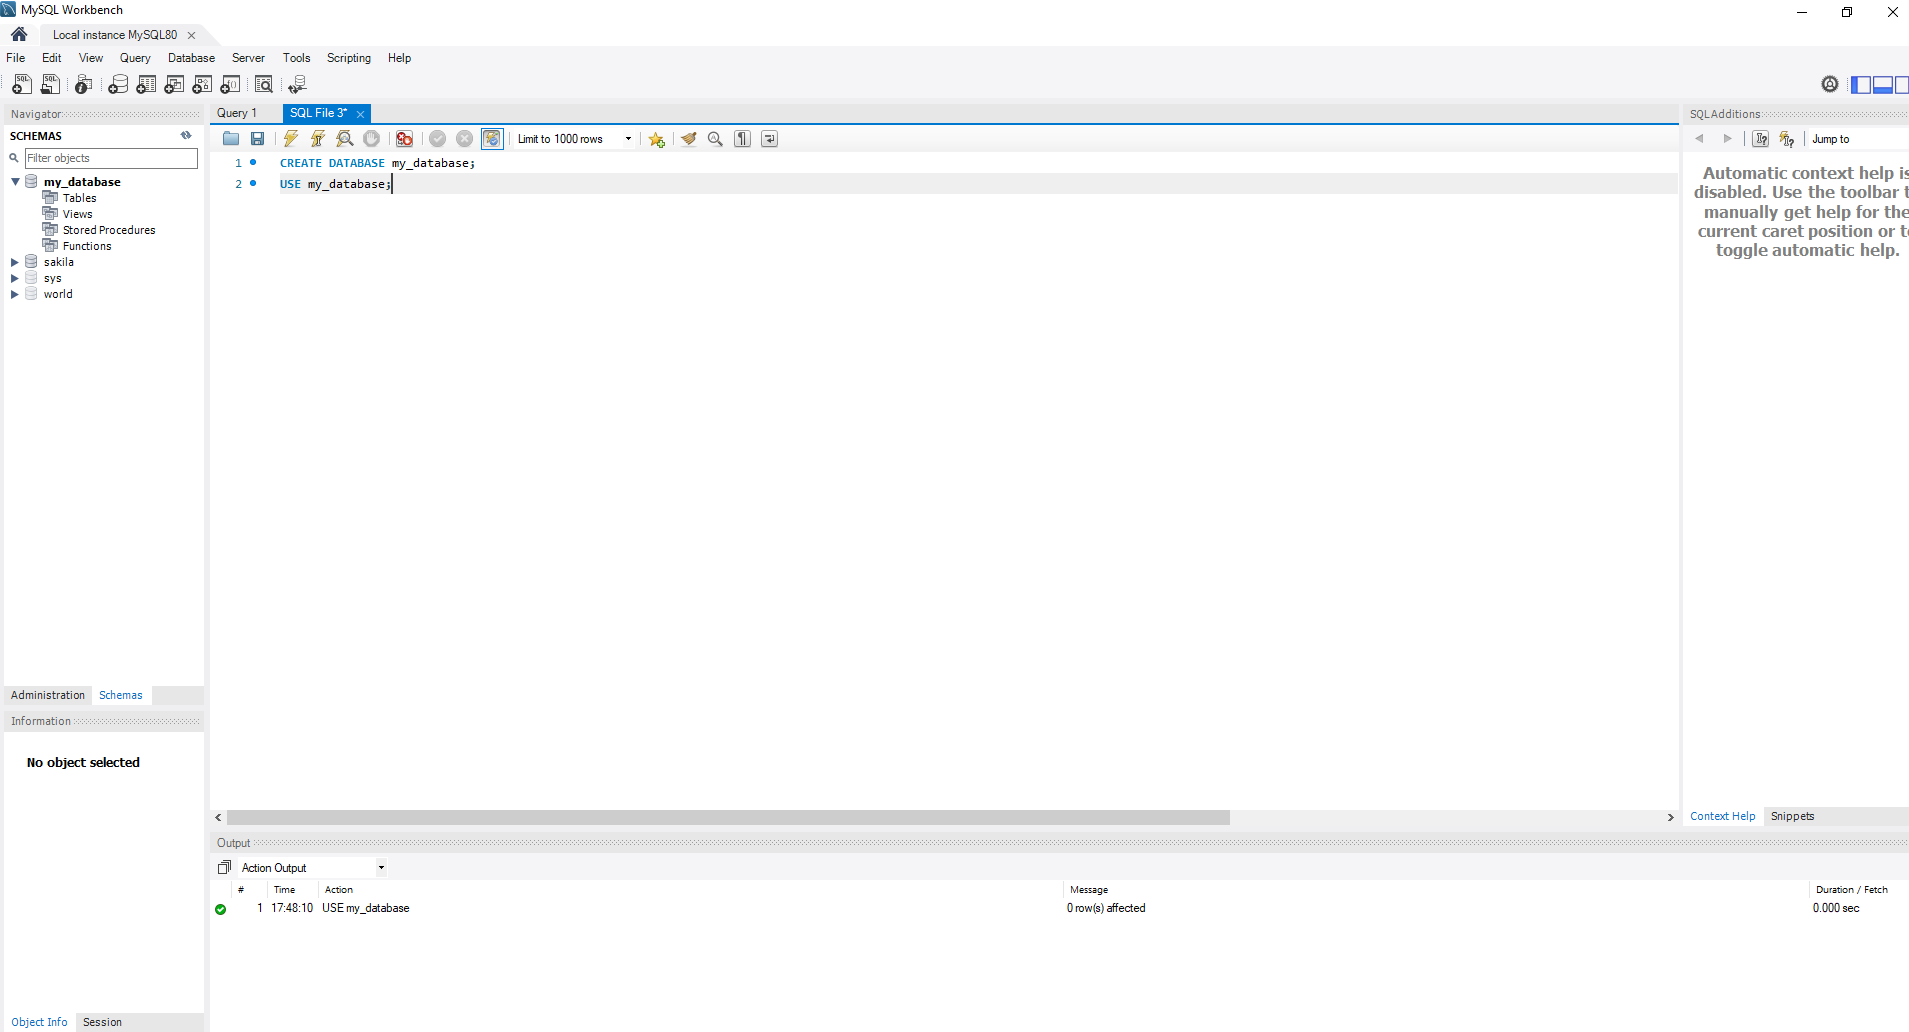 MySQL Workbench
Local instance MySQL80
File Edit View Query Database Server Tools Scripting Help
Navigator
SCHEMAS
Filter objects
my_database
Tables
Views
Stored Procedures
Functions
sakila
sys
world
Administration Schemas
Information
No object selected
Object Info Session
Query 1 SQL File 3*
Limit to 1000 rows
1 CREATE DATABASE my_database;
2 USE my_database;
SQLAdditions
Jump to
Automatic context help is
disabled. Use the toolbar t
manually get help for the
current caret position or to
toggle automatic help.
Context Help Snippets
Output
Action Output
# Time Action Message Duration / Fetch
1 17:48:10 USE my_database 0 row(s) affected 0.000 sec